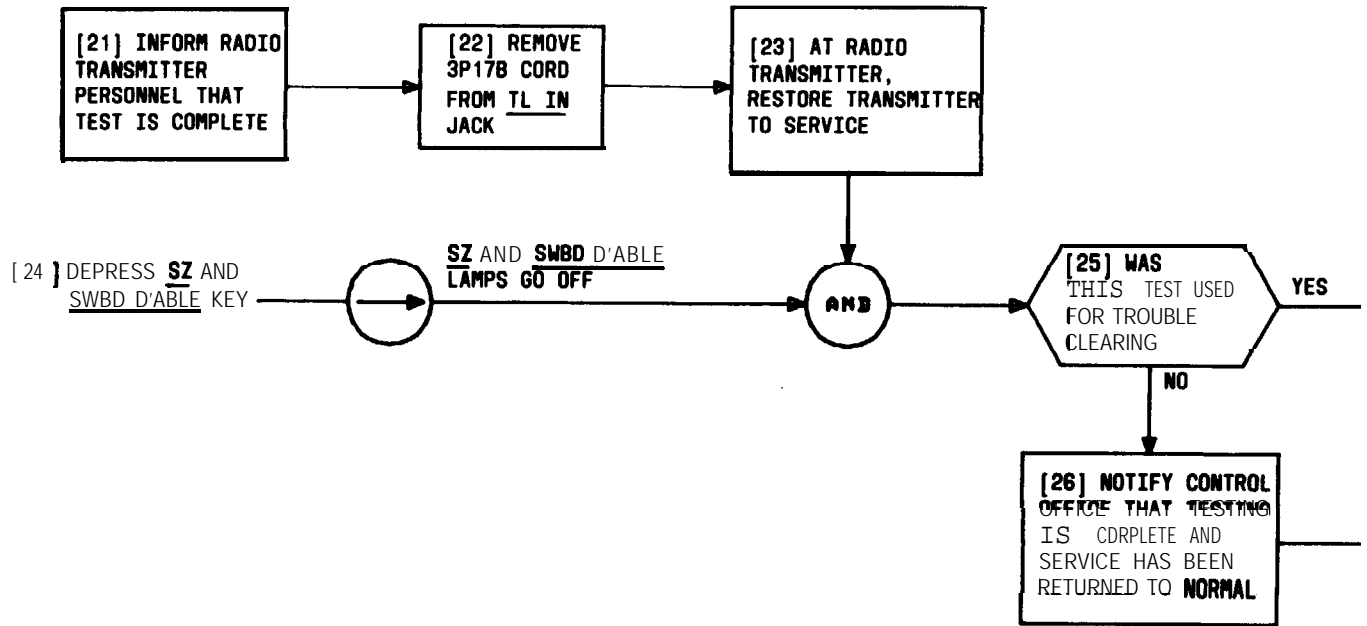 [21] INFORM RADIO
TRANSMITTER
PERSONNEL THAT
TEST IS COMPLETE
[22] REMOVE
3P17B CORD
FROM TL IN
JACK
[23] AT RADIO
TRANSMITTER,
RESTORE TRANSMITTER
TO SERVICE
[24] DEPRESS SZ AND
SWBD D'ABLE KEY
SZ AND SWBD D'ABLE
LAMPS GO OFF
AND
[25] WAS
THIS TEST USED
FOR TROUBLE
CLEARING
YES
NO
[26] NOTIFY CONTROL
OFFICE THAT TESTING
IS CDRPLETE AND
SERVICE HAS BEEN
RETURNED TO NORMAL